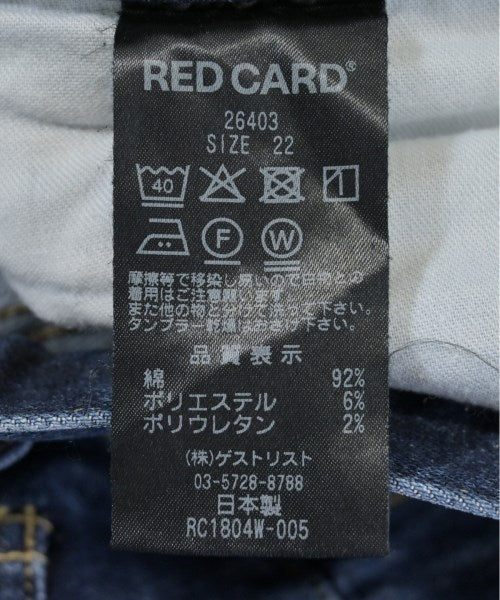 RED CARD®
26403
SIZE 22
40
F W
摩擦等で移染し易いので白物との
着用はご注意願います。
また他の物と分けて洗って下さい。
タンブラー乾燥はおさけ下さい。
品質表示
綿 92%
ポリエステル 6%
ポリウレタン 2%
(株)ゲストリスト
03-5728-8788
日本製
RC1804W-005